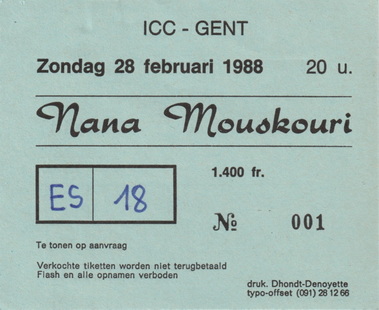 ICC - GENT
Zondag 28 februari 1988 20 u.
Nana Mouskouri
ES 18
1.400 fr.
№ 001
Te tonen op aanvraag
Verkochte tiketten worden niet terugbetaald
Flash en alle opnamen verboden
druk. Dhondt-Denoyette
typo-offset (091) 28 12 66